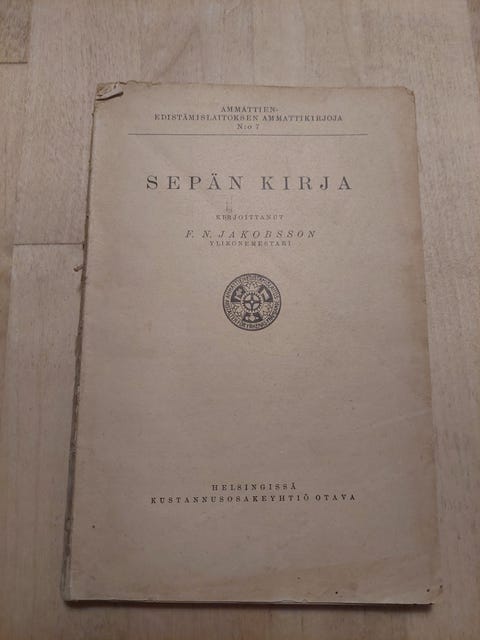 AMMATTIEN-
EDISTÄMISLAITOKSEN AMMATTIKIRJOJA
N:o 7
SEPÄN KIRJA
KIRJOITTANUT
F. N. JAKOBSSON
YLIKONEMESTARI
HELSINGISSÄ
KUSTANNUSOSAKEYHTIÖ OTAVA